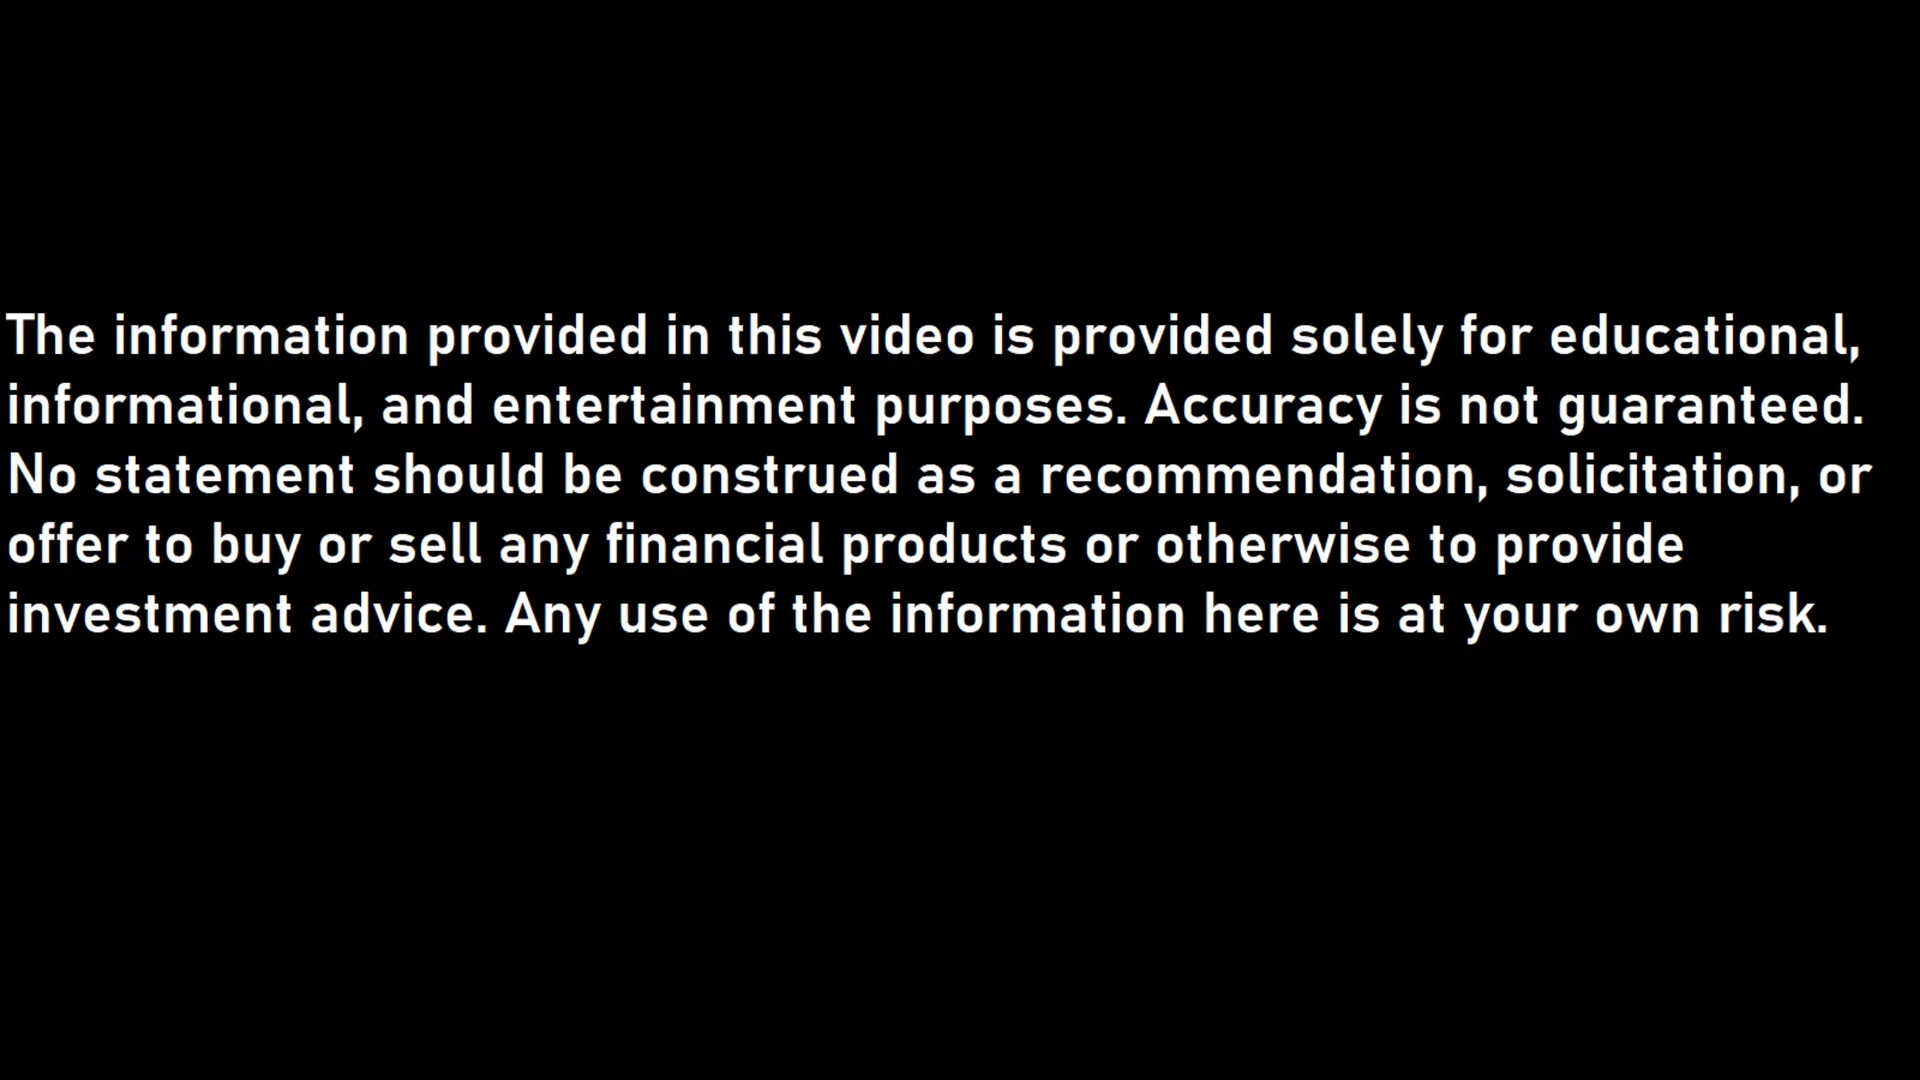 The information provided in this video is provided solely for educational,
informational, and entertainment purposes. Accuracy is not guaranteed.
No statement should be construed as a recommendation, solicitation, or
offer to buy or sell any financial products or otherwise to provide
investment advice. Any use of the information here is at your own risk.